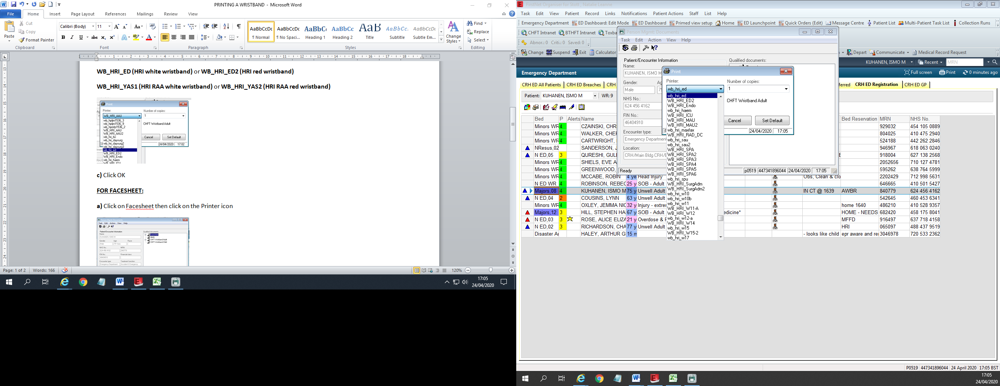 PRINTING A WRISTBAND - Microsoft Word
File Home Insert Page Layout References Mailings Review View
Paste
Cut
Copy
Format Painter
Clipboard
Calibri (Body) 11
Font
Paragraph
AaBbCcDc AaBbCcDc AaBbC AaBbCc AaB AaBbCc. AaBbCcDc
¶ Normal ¶ No Spaci... Heading 1 Heading 2 Title Subtitle Subtle Em...
Styles
Change Styles
Find
Replace
Select
Editing
WB_HRI_ED (HRI white wristband) or WB_HRI_ED2 (HRI red wristband)
WB_HRI_YAS1 (HRI RAA white wristband) or WB_HRI_YAS2 (HRI RAA red wristband)
Print
Printer: Number of copies:
WB_HRI_AAU 1
wb_hpljm1536_3
wb_hpljm1536_9
wb_hpmfp1536_2
WB_HRI_AAU
WB_HRI_AAU2
wb_hri_bc
wb_hri_daysurg
wb_hri_daysurg2
wb_hri_daysurg3
wb_hri_ed
WB_HRI_ED2
WB_HRI_Endo
wb_hri_haem
CHFT Wristband Adult
Cancel Set Default
24/04/2020 17:02
c) Click OK
FOR FACESHEET:
a) Click on Facesheet then click on the Printer icon
Person Mgmt: Documents
Task Edit Action View Help
Patient/Encounter Information
Qualified documents:
Facesheet
labels
CHFT Wristband Adult
CHFT Wristband Child
Name:
KUHANEN, ISMO M
Gender: Age: Race:
Male 75 Years
NHS No.: MRN:
624 456 4162 840779
FIN No.: Financial class:
46404910
Encounter type: Treatment function:
Emergency Department Accident & Emergency
Page: 1 of 2 Words: 166 120%
17:05
24/04/2020
FirstNet Organiser for Stott , Natalie Leanne
Task Edit View Patient Record Links Notifications Patient Actions Staff List Help
Emergency Department ED Dashboard: Edit Mode ED Dashboard Primed view setup Home ED Launchpoint Quick Orders (Edit) Message Centre Patient List Multi-Patient Task List Collection Runs
CHFT Intranet BTHFT Intranet Toxba
Abnor.: 0 Criti.: 0 Saved: 0
Change Suspend Exit Calculator Depart Communicate Medical Record Request
KUHANEN, ISMO M Recent MRN
Emergency Department Full screen Print 0 minutes ago
CRH ED All Patients CRH ED Breaches CRH ferred CRH ED Registration CRH ED GP
Patient: KUHANEN, ISMO M WR: 9
Bed P Alerts Name Bed Reservation MRN NHS No.
Minors WR 4 CZAINSKI, CHR 929032 454 105 0889
Minors WR 4 WALKER, CHER 804025 410 475 2940
Minors WR 4 CARTWRIGHT, 524188 442 262 2846
NResus,02 SANDERSON, J 946967 618 063 0240
N ED,05 3 QURESHI, GUL 918004 627 138 2568
Minors WR 4 SHIELS, EVE A 2052656 710 127 4781
Minors WR 4 GREENWOOD, 595262 638 764 5999
Minors WR 4 MCCABE, ROBIN 4 ye Head Injury Obs, Clean & clo 2202429 712 998 5631
N ED WR 4 ROBINSON, REBEC 25 y SOB - Adult 646665 410 501 5427
Majors,08 4 KUHANEN, ISMO M 75 y Unwell Adult IN CT @ 1639 AWBR 840779 624 456 4162
N ED,04 2 COUSINS, LYNN 63 y Unwell Adult 542645 460 453 6341
Minors WR 4 OXLEY, JEMMA NIC 32 y Injury - extrer home 1640 486210 410 528 9357
Majors,12 3 HILL, STEPHEN HA 67 y SOB - Adult edicine* HOME - NEEDS 682420 458 175 8041
N ED,03 3 ROSE, ALICE ELIZA 21 y Overdose & F MFFD 916497 637 718 4158
N ED,02 3 RICHARDSON, CHA 77 y Unwell Adult HRI 065097 488 437 9519
Disaster Ar HALEY, ARTHUR G 15 m - looks like child epr aware and rer 3046978 720 533 2362
Person Mgmt: Documents
Task Edit Action View Help
Patient/Encounter Information Qualified documents:
Name:
KUHANEN, ISMO M
Gender: Ag
Male 75
NHS No.:
624 456 4162
FIN No.:
46404910
Encounter type:
Emergency Department
Location:
CRH/Main Bldg CRH/E
Ready p0519 447341896044 24/04/2020 17:05
Print
Printer: Number of copies:
wb_hri_ed 1
CHFT Wristband Adult
Cancel Set Default
24/04/2020 17:05
wb_hri_ed
WB_HRI_ED2
WB_HRI_Endo
wb_hri_haem
WB_HRI_ICU
WB_HRI_MAU
WB_HRI_MAU2
wb_hri_maxfax
WB_HRI_RAD_DC
wb_hri_sau
wb_hri_sau2
WB_HRI_SPA
WB_HRI_SPA2
WB_HRI_SPA3
WB_HRI_SPA4
WB_HRI_SPA5
WB_HRI_SPA6
wb_hri_spu
WB_HRI_SurgAdm
WB_HRI_SurgAdm2
wb_hri_w10
wb_hri_w10b
wb_hri_w11
WB_HRI_W11-A
WB_HRI_W12
wb_hri_w12-a
WB_HRI_W14
wb_hri_w15
WB_HRI_W15-2
wb_hri_w17
P0519 447341896044 24 April 2020 17:05 BST
17:05
24/04/2020